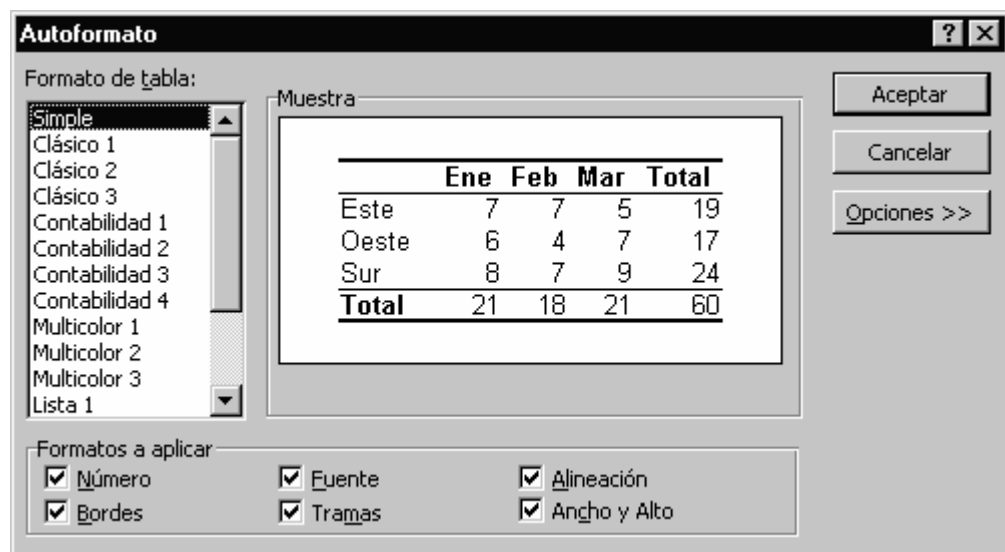 Autoformato
Formato de tabla:
Simple
Clásico 1
Clásico 2
Clásico 3
Contabilidad 1
Contabilidad 2
Contabilidad 3
Contabilidad 4
Multicolor 1
Multicolor 2
Multicolor 3
Lista 1
Muestra
Ene Feb Mar Total
Este 7 7 5 19
Oeste 6 4 7 17
Sur 8 7 9 24
Total 21 18 21 60
Aceptar
Cancelar
Opciones >>
Formatos a aplicar
Número Fuente Alineación
Bordes Tramas Ancho y Alto